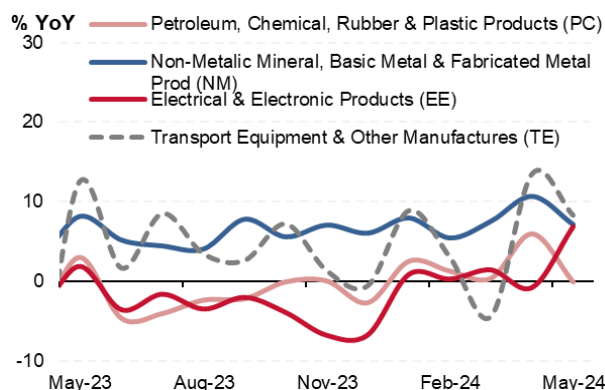 % YoY
Petroleum, Chemical, Rubber & Plastic Products (PC)
30
Non-Metalic Mineral, Basic Metal & Fabricated Metal
Prod (NM)
Electrical & Electronic Products (EE)
20
Transport Equipment & Other Manufactures (TE)
10
0
-10
May-23 Aug-23 Nov-23 Feb-24 May-24